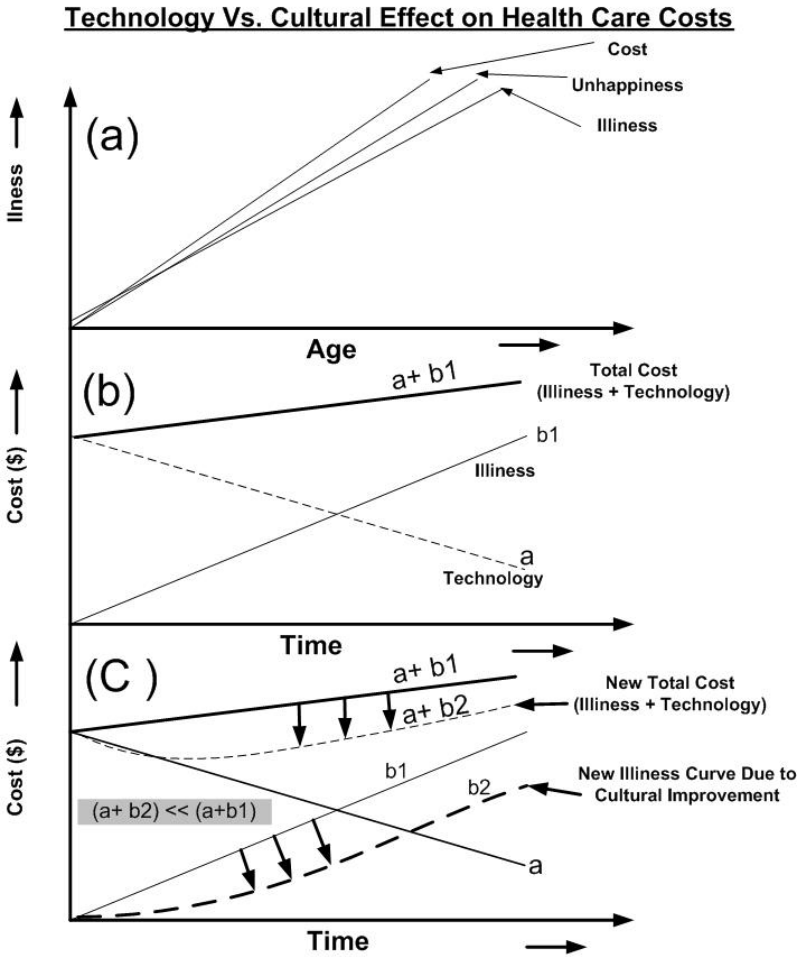 Technology Vs. Cultural Effect on Health Care Costs
Cost
Unhappiness
Illiness
(a)
Ilness
Age
(b)
a+ b1
Total Cost
(Illiness + Technology)
b1
Illiness
Cost ($)
a
Technology
Time
(C )
a+ b1
a+ b2
New Total Cost
(Illiness + Technology)
b1
b2
New Illiness Curve Due to
Cultural Improvement
Cost ($)
(a+ b2) << (a+b1)
a
Time